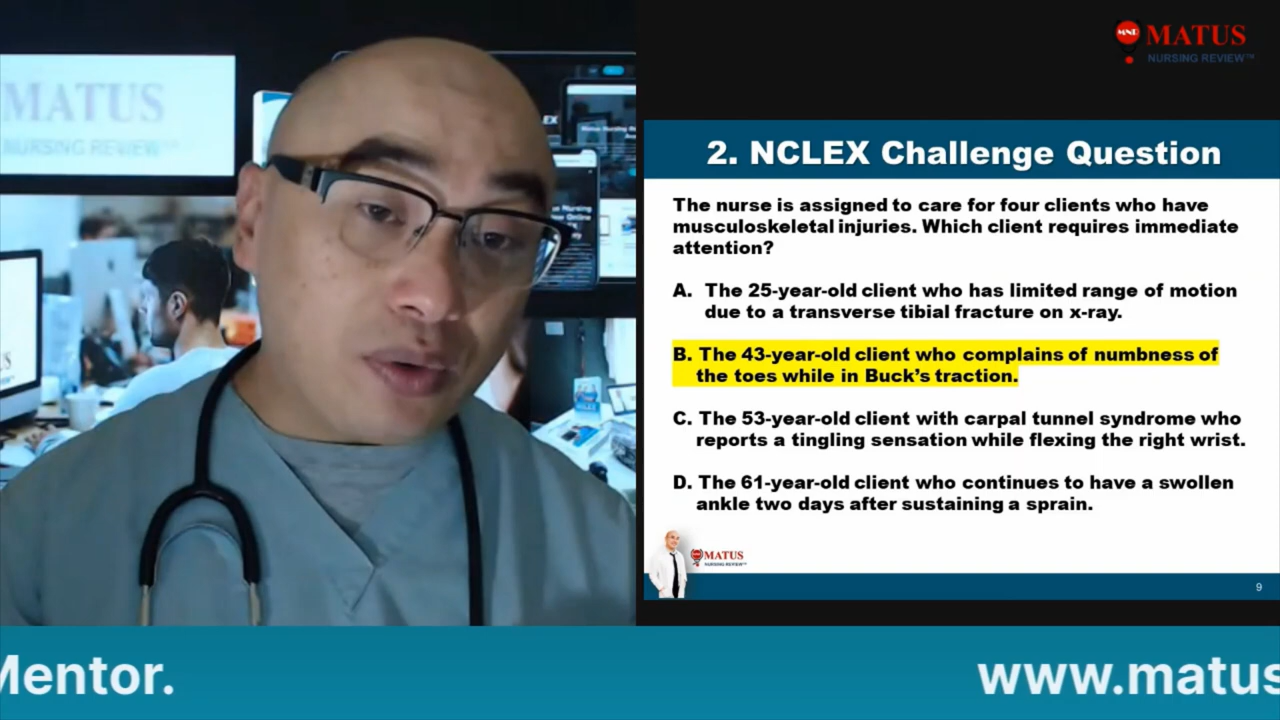 MATUS
NURSING REVIEW
MNR MATUS
NURSING REVIEW™
2. NCLEX Challenge Question
The nurse is assigned to care for four clients who have
musculoskeletal injuries. Which client requires immediate
attention?
A. The 25-year-old client who has limited range of motion
due to a transverse tibial fracture on x-ray.
B. The 43-year-old client who complains of numbness of
the toes while in Buck’s traction.
C. The 53-year-old client with carpal tunnel syndrome who
reports a tingling sensation while flexing the right wrist.
D. The 61-year-old client who continues to have a swollen
ankle two days after sustaining a sprain.
MATUS
NURSING REVIEW™
9
Mentor.
www.matus